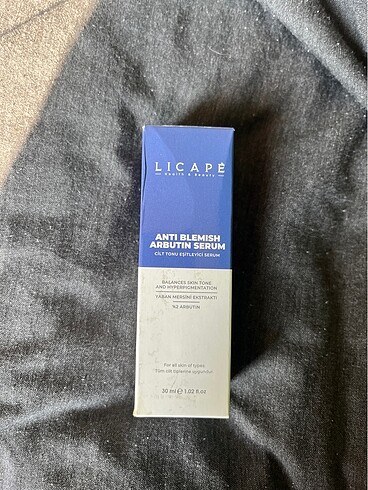 LICAPÉ
Health & Beauty
ANTI BLEMISH
ARBUTIN SERUM
CİLT TONU EŞİTLEYİCİ SERUM
BALANCES SKIN TONE
AND HYPERPIGMENTATION
YABAN MERSİNİ EKSTRAKTI
%2 ARBUTIN
For all skin of types
Tüm cilt tiplerine uygundur.
30 ml ℮ 1.02 fl.oz